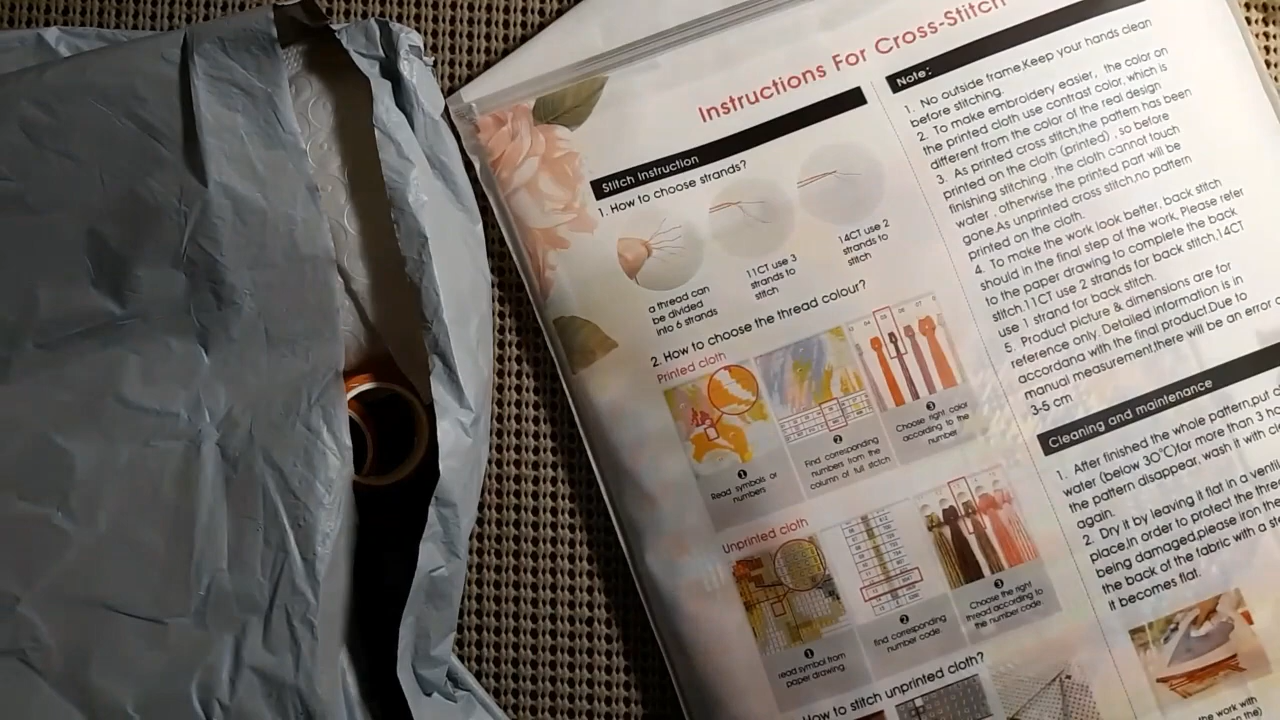 Instructions For Cross-Stitch
Stitch Instruction
1. How to choose strands?
a thread can
be divided
into 6 strands
11CT use 3
strands to
stitch
14CT use 2
strands to
stitch
2. How to choose the thread colour?
Printed cloth
1
Read symbols or
numbers
2
Find corresponding
numbers from the
column of full stitch
3
Choose right color
according to the
number
Unprinted cloth
1
read symbol from
paper drawing
2
find corresponding
number code.
3
Choose the right
thread according to
the number code.
How to stitch unprinted cloth?
Note:
1. No outside frame,Keep your hands clean
before stitching.
2. To make embroidery easier, the color on
the printed cloth use contrast color, which is
different from the color of the real design
3. As printed cross stitch,the pattern has been
printed on the cloth (printed) , so before
finishing stitching , the cloth cannot touch
water , otherwise the printed part will be
gone.As unprinted cross stitch,no pattern
printed on the cloth.
4. To make the work look better, back stitch
should in the final step of the work, Please refer
to the paper drawing to complete the back
stitch.11CT use 2 strands for back stitch,14CT
use 1 strand for back stitch.
5. Product picture & dimensions are for
reference only. Detailed information is in
accordana with the final product.Due to
manual measurement,there will be an error
3-5 cm
Cleaning and maintenance
1. After finished the whole pattern,put
water (below 30℃)for more than 3
the pattern disappear, wash it with
again.
2. Dry it by leaving it flat in a
place.In order to protect the
being damaged,please iron the
the back of the fabric with a
it becomes flat.
work with